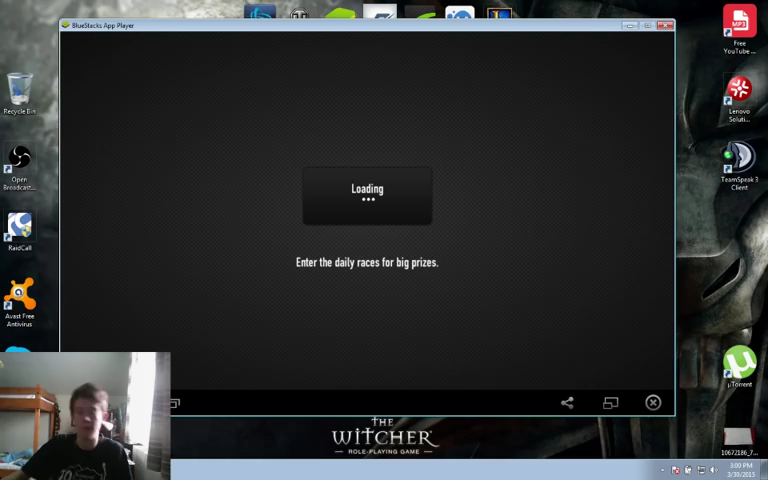 BlueStacks App Player
MP3
Free
YouTube ...
Recycle Bin
Lenovo
Soluti...
Open
Broadcast...
TeamSpeak 3
Client
Loading
...
RaidCall
Enter the daily races for big prizes.
Avast Free
Antivirus
µTorrent
THE
WITCHER
ROLE-PLAYING GAME
10672186_7...
3:00 PM
3/30/2015